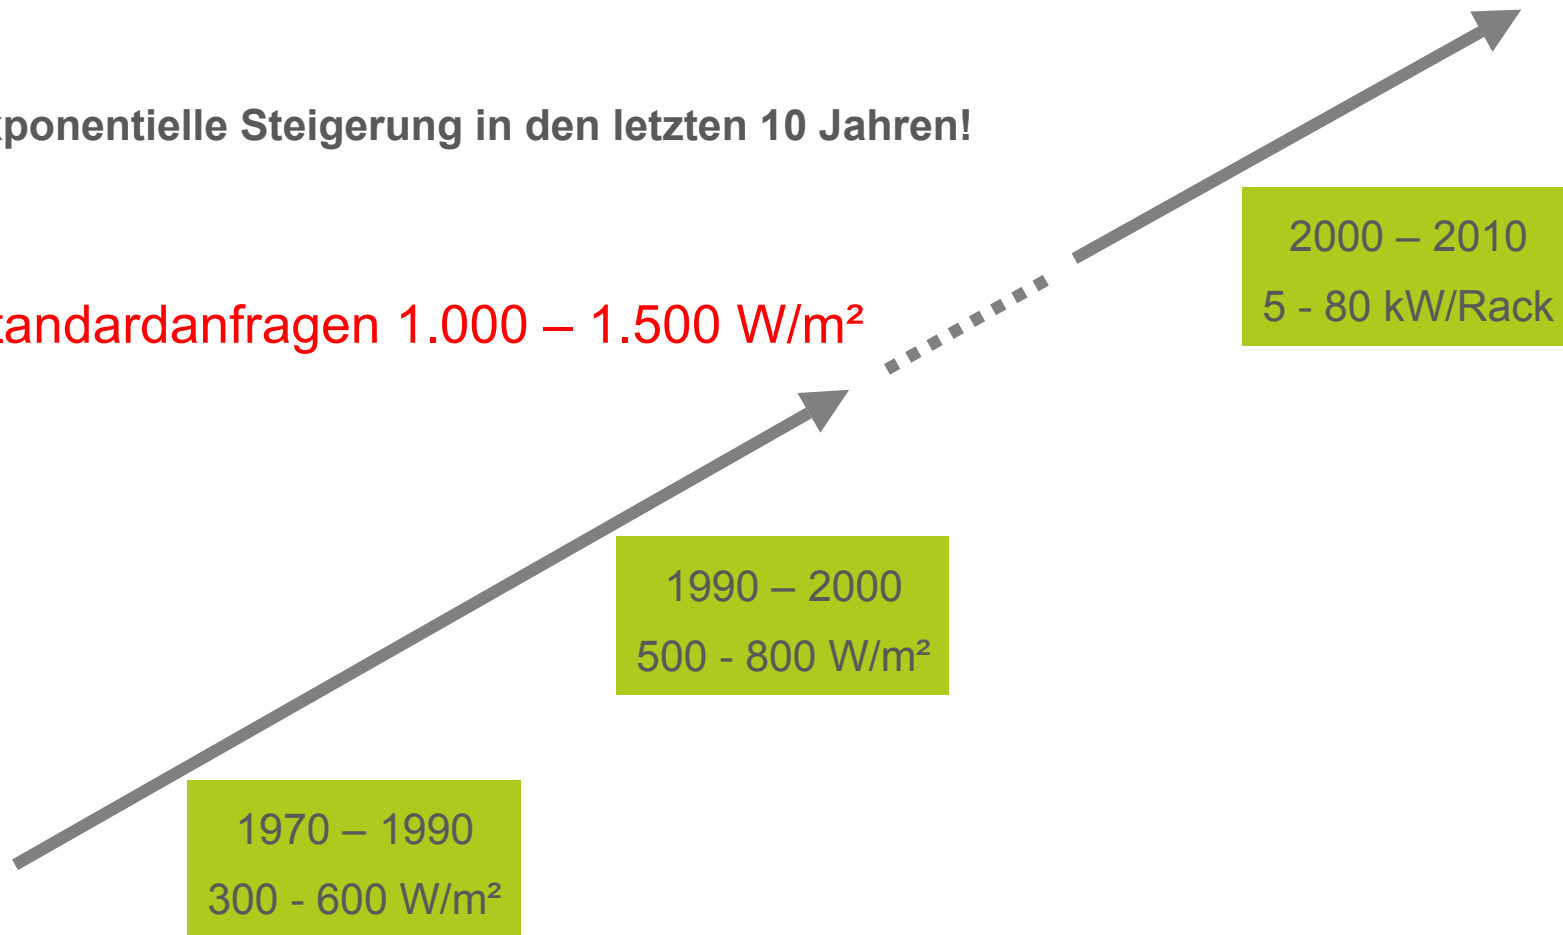 xponentielle Steigerung in den letzten 10 Jahren!
2000 – 2010
5 - 80 kW/Rack
tandardanfragen 1.000 – 1.500 W/m²
1990 – 2000
500 - 800 W/m²
1970 – 1990
300 - 600 W/m²